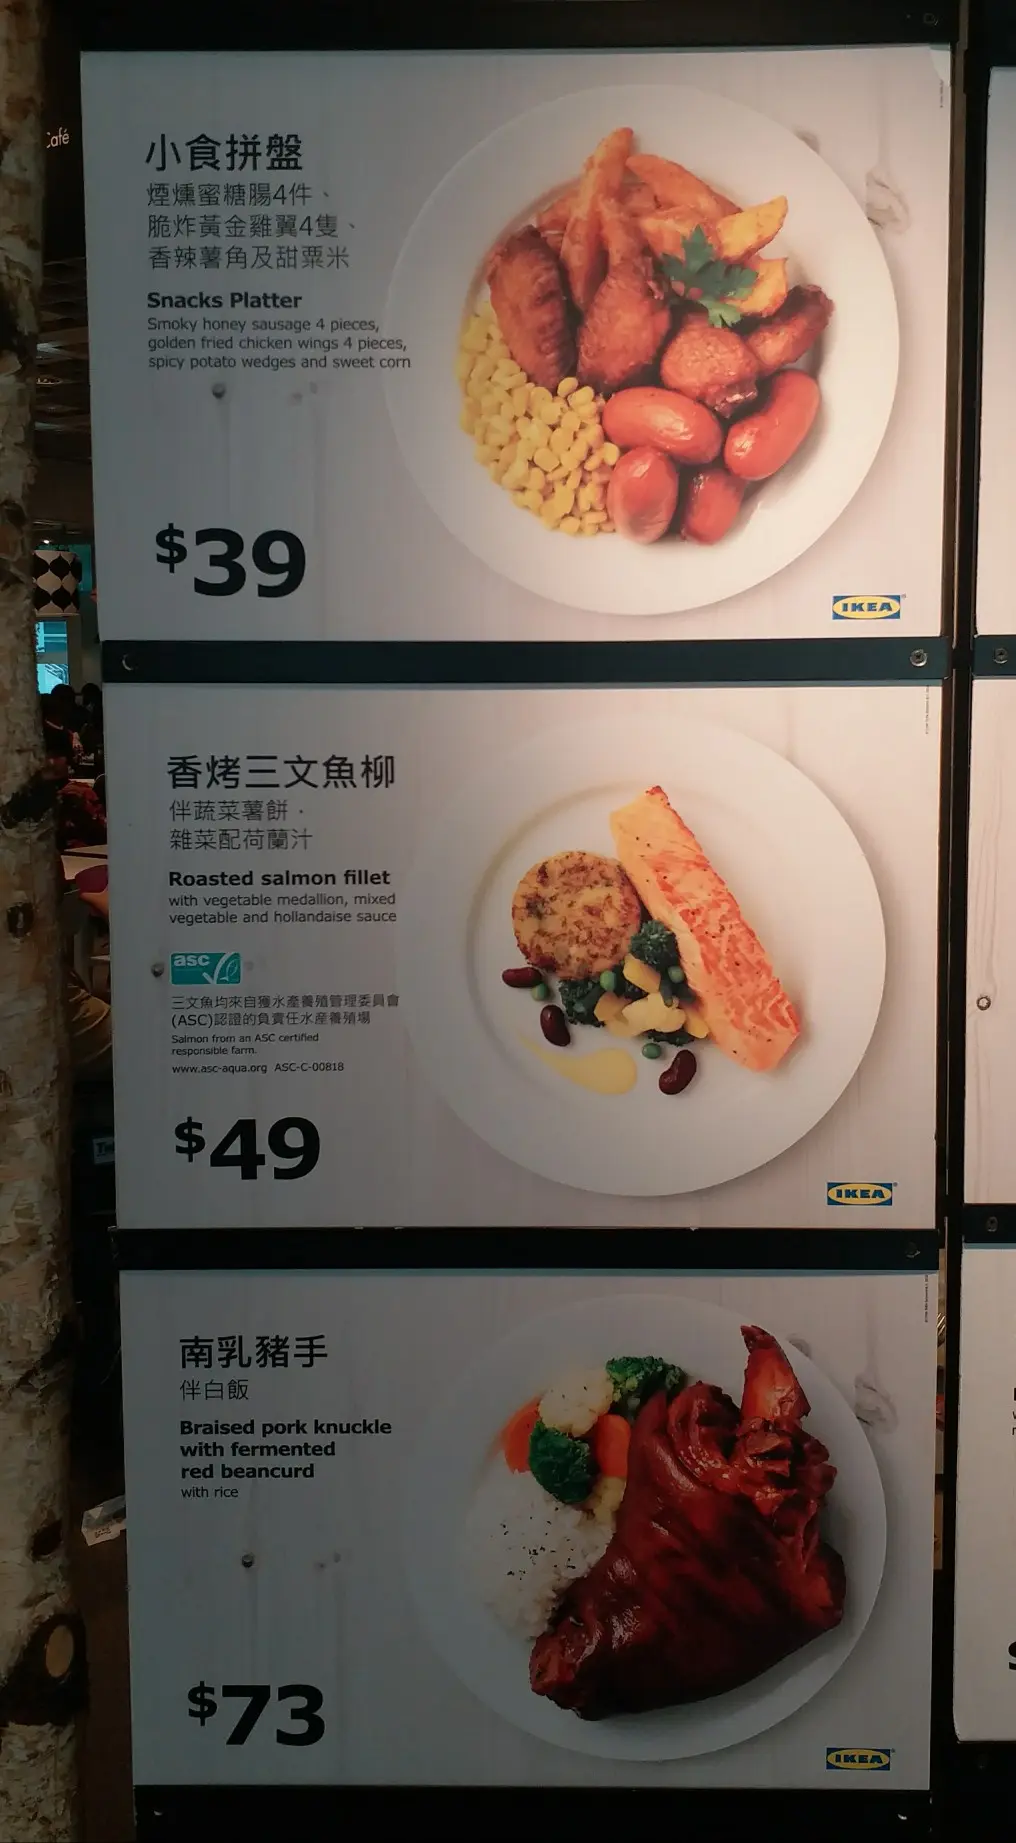 Café
小食拼盤
煙燻蜜糖腸4件、
脆炸黃金雞翼4隻、
香辣薯角及甜粟米
Snacks Platter
Smoky honey sausage 4 pieces,
golden fried chicken wings 4 pieces,
spicy potato wedges and sweet corn
$39
IKEA
香烤三文魚柳
伴蔬菜薯餅，
雜菜配荷蘭汁
Roasted salmon fillet
with vegetable medallion, mixed
vegetable and hollandaise sauce
asc
三文魚均來自獲水產養殖管理委員會
(ASC)認證的負責任水產養殖場
Salmon from an ASC certified
responsible farm.
www.asc-aqua.org ASC-C-00818
$49
IKEA
南乳豬手
伴白飯
Braised pork knuckle
with fermented
red beancurd
with rice
$73
IKEA